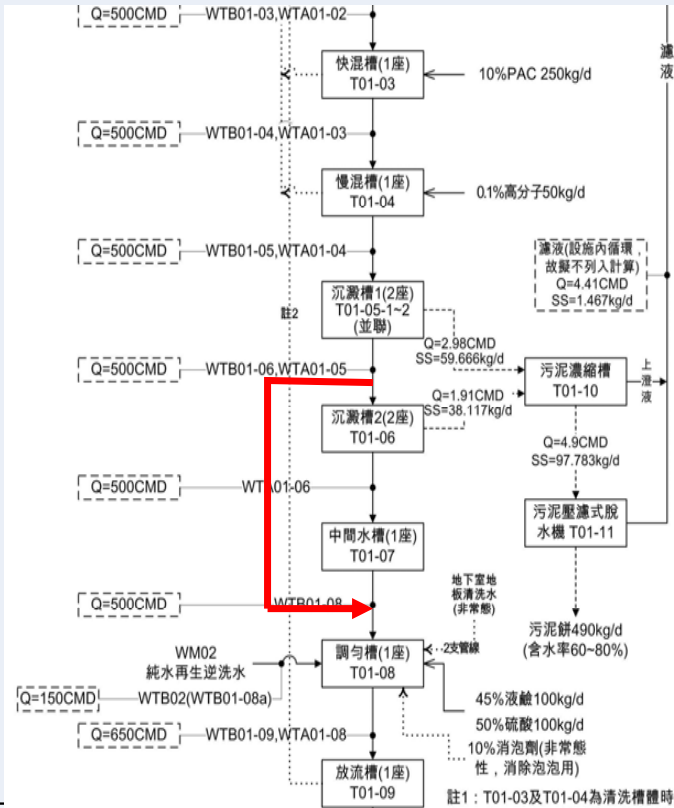 Q=500CMD
WTB01-03,WTA01-02
濾
液
快混槽(1座)
T01-03
10%PAC 250kg/d
Q=500CMD
WTB01-04,WTA01-03
慢混槽(1座)
T01-04
0.1%高分子50kg/d
Q=500CMD
WTB01-05,WTA01-04
濾液(設施內循環，
故擬不列入計算)
Q=4.41CMD
SS=1.467kg/d
沉澱槽1(2座)
T01-05-1~2
(並聯)
註2
Q=2.98CMD
SS=59.666kg/d
Q=500CMD
WTB01-06,WTA01-05
污泥濃縮槽
T01-10
上
澄
液
Q=1.91CMD
SS=38.117kg/d
沉澱槽2(2座)
T01-06
Q=4.9CMD
SS=97.783kg/d
Q=500CMD
WTA01-06
污泥壓濾式脫
水機 T01-11
中間水槽(1座)
T01-07
地下室地
板清洗水
(非常態)
Q=500CMD
WTB01-08
污泥餅490kg/d
(含水率60~80%)
2支管線
WM02
純水再生逆洗水
調勻槽(1座)
T01-08
Q=150CMD
WTB02(WTB01-08a)
45%液鹼100kg/d
50%硫酸100kg/d
10%消泡劑(非常態
性，消除泡泡用)
Q=650CMD
WTB01-09,WTA01-08
放流槽(1座)
T01-09
註1：T01-03及T01-04為清洗槽體時